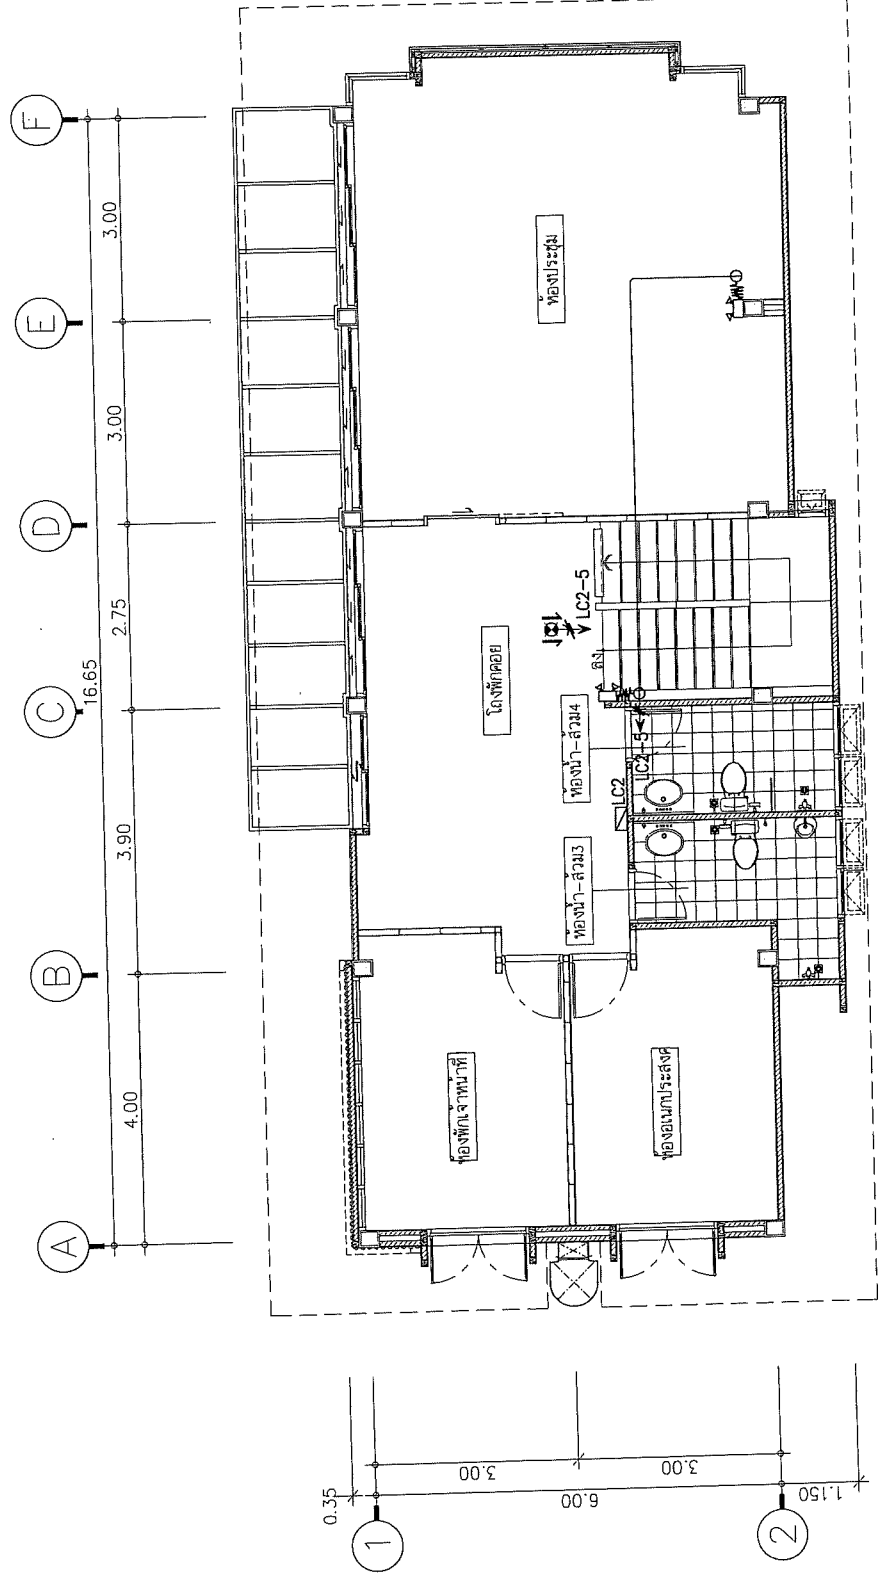 F
E
D
C
B
A
3.00
3.00
2.75
3.90
4.00
16.65
ห้องประชุม
โถงพักคอย
LC2-5
ลง
ห้องน้ำ-ส้วม4
LC2-5
LC2
ห้องน้ำ-ส้วม3
ห้องพักเจ้าหน้าที่
ห้องอเนกประสงค์
0.35
3.00
3.00
6.00
1.150
1
2